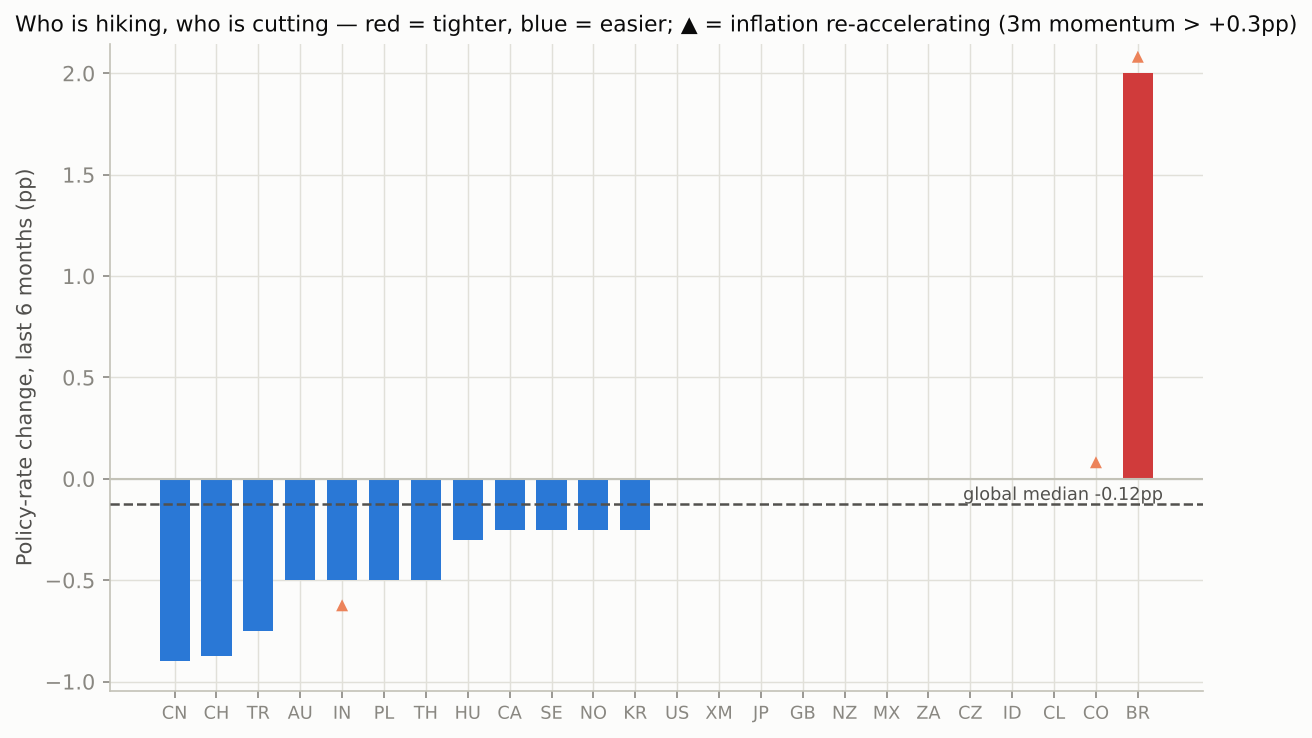 Who is hiking, who is cutting — red = tighter, blue = easier; ▲ = inflation re-accelerating (3m momentum > +0.3pp)
Policy-rate change, last 6 months (pp)
2.0
1.5
1.0
0.5
0.0
−0.5
−1.0
global median -0.12pp
CN CH TR AU IN PL TH HU CA SE NO KR US XM JP GB NZ MX ZA CZ ID CL CO BR